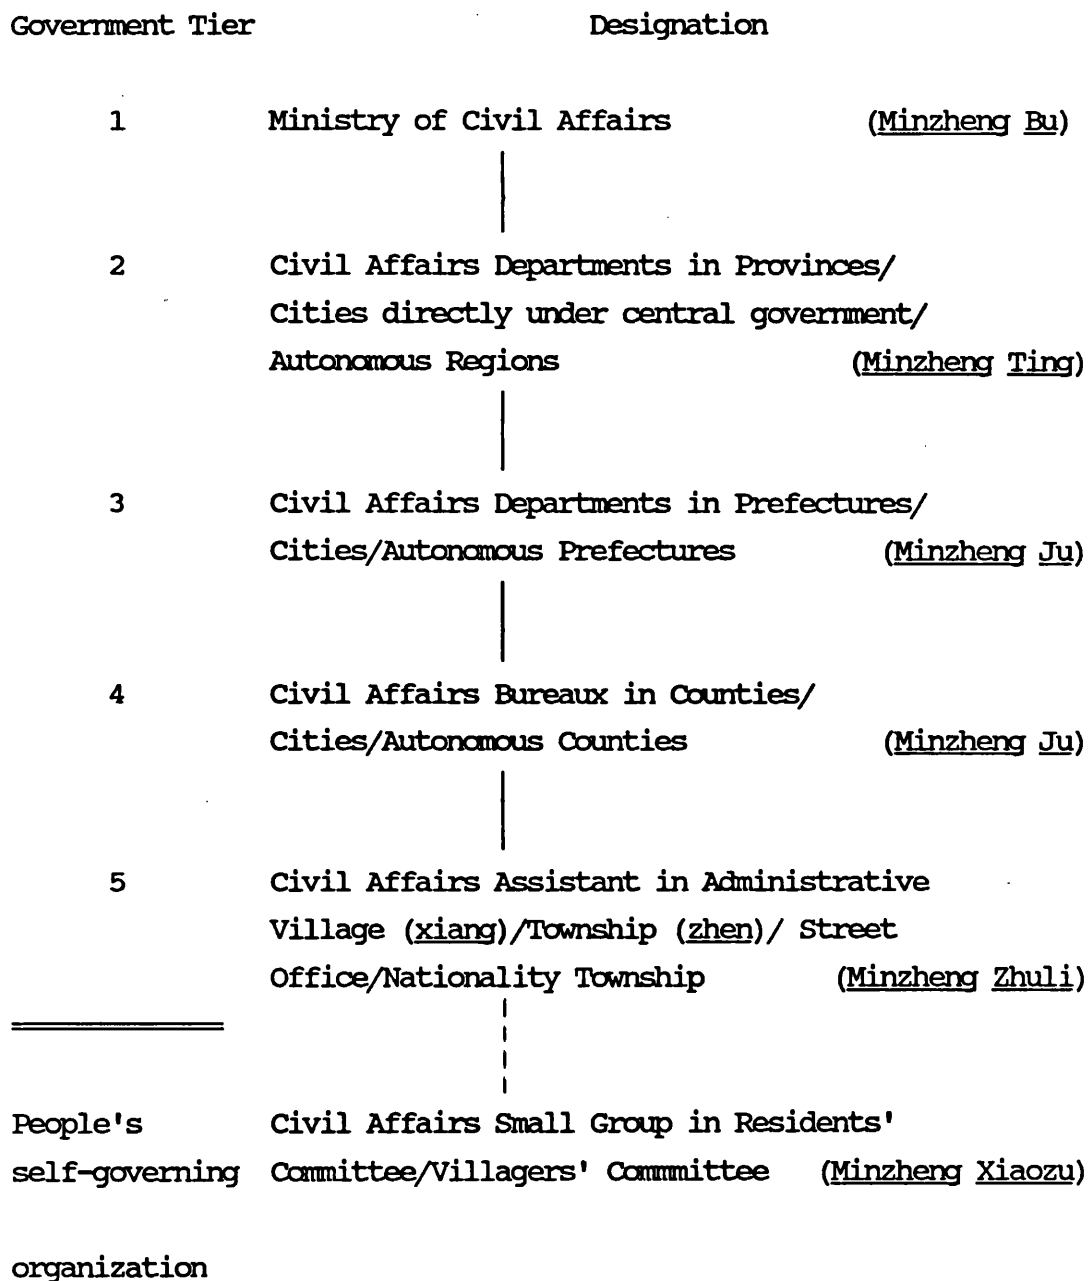 Government Tier Designation
1 Ministry of Civil Affairs (Minzheng Bu)
2 Civil Affairs Departments in Provinces/
Cities directly under central government/
Autonomous Regions (Minzheng Ting)
3 Civil Affairs Departments in Prefectures/
Cities/Autonomous Prefectures (Minzheng Ju)
4 Civil Affairs Bureaux in Counties/
Cities/Autonomous Counties (Minzheng Ju)
5 Civil Affairs Assistant in Administrative
Village (xiang)/Township (zhen)/ Street
Office/Nationality Township (Minzheng Zhuli)
People's Civil Affairs Small Group in Residents'
self-governing Committee/Villagers' Commmittee (Minzheng Xiaozu)
organization